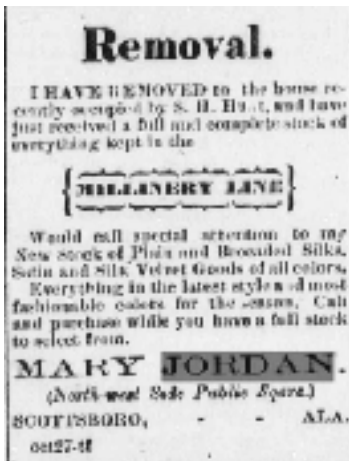 Removal.
I HAVE REMOVED to the house re-
cently occupied by S. H. Hunt, and have
just received a full and complete stock of
everything kept in the
MILLINERY LINE
Would call special attention to my
New Stock of Plain and Brocaded Silks,
Satin and Silk Velvet Goods of all colors.
Everything in the latest style and most
fashionable colors for the season. Call
and purchase while you have a full stock
to select from.
MARY JORDAN.
(North-west Side Public Sqare.)
SCOTTSBORO, - - ALA.
oct27-tf